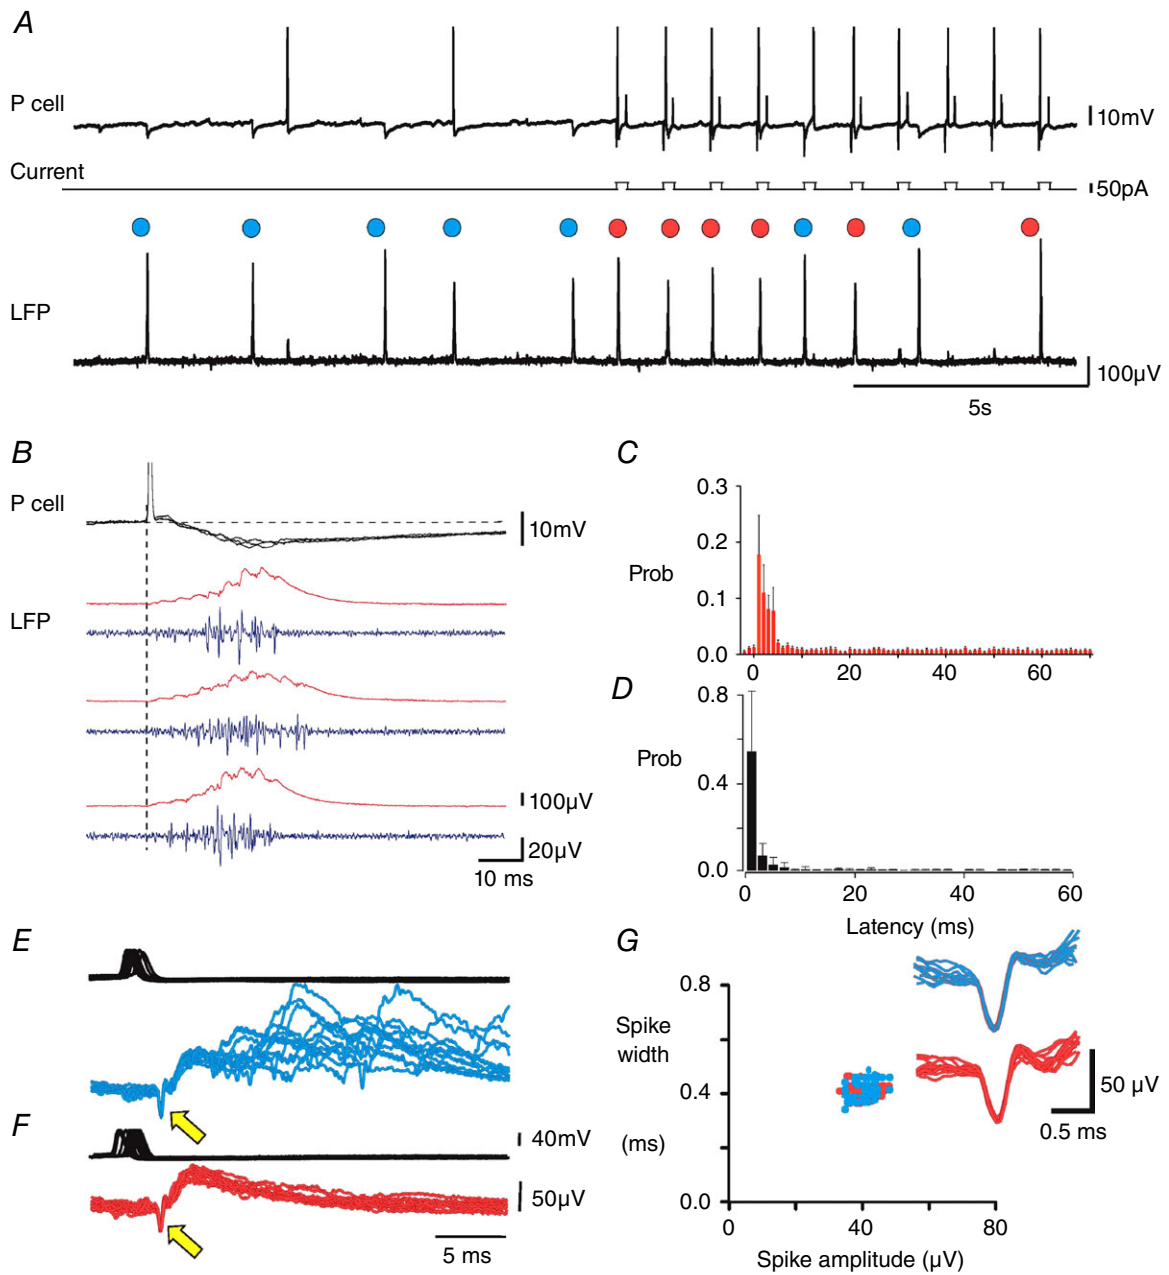 A
P cell
10mV
Current
50pA
LFP
100µV
5s
B
P cell
10mV
LFP
100µV
20µV
10 ms
C
0.3
0.2
Prob
0.1
0.0
0 20 40 60
D
0.8
Prob
0.4
0.0
0 20 40 60
Latency (ms)
E
F
40mV
50µV
5 ms
G
0.8
Spike
width
0.4
(ms)
0.0
0 40 80
Spike amplitude (µV)
50 µV
0.5 ms